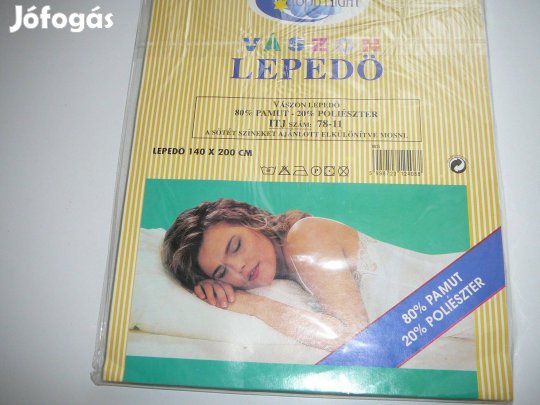 Jófogás
VÁSZON
LEPEDŐ
VÁSZON LEPEDŐ
80% PAMUT - 20% POLIÉSZTER
ITJ SZÁM: 78-11
A SÖTÉT SZÍNEKET AJÁNLOTT ELKÜLÖNÍTVE MOSNI.
LEPEDŐ 140 X 200 CM
80% PAMUT
20% POLIÉSZTER